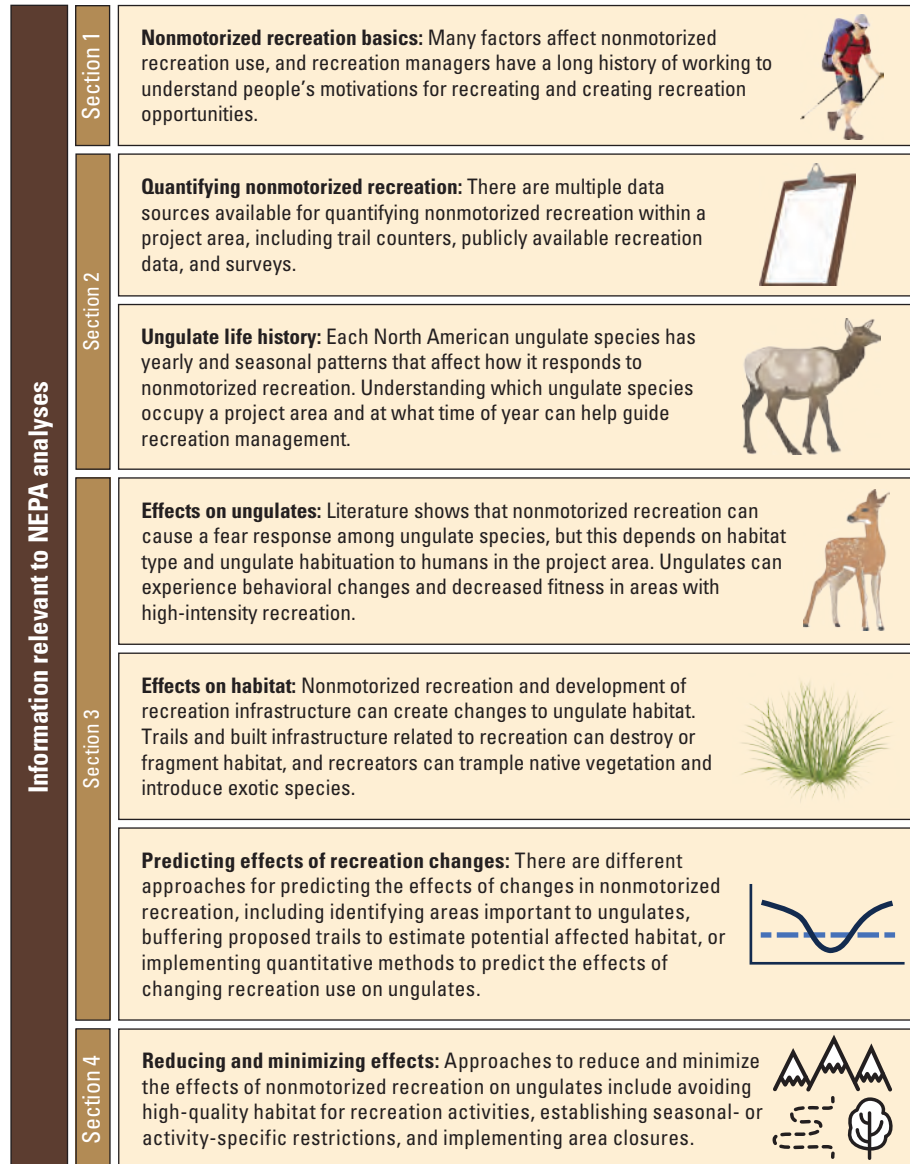 Information relevant to NEPA analyses
Section 1
Nonmotorized recreation basics: Many factors affect nonmotorized
recreation use, and recreation managers have a long history of working to
understand people’s motivations for recreating and creating recreation
opportunities.
Section 2
Quantifying nonmotorized recreation: There are multiple data
sources available for quantifying nonmotorized recreation within a
project area, including trail counters, publicly available recreation
data, and surveys.
Ungulate life history: Each North American ungulate species has
yearly and seasonal patterns that affect how it responds to
nonmotorized recreation. Understanding which ungulate species
occupy a project area and at what time of year can help guide
recreation management.
Section 3
Effects on ungulates: Literature shows that nonmotorized recreation can
cause a fear response among ungulate species, but this depends on habitat
type and ungulate habituation to humans in the project area. Ungulates can
experience behavioral changes and decreased fitness in areas with
high-intensity recreation.
Effects on habitat: Nonmotorized recreation and development of
recreation infrastructure can create changes to ungulate habitat.
Trails and built infrastructure related to recreation can destroy or
fragment habitat, and recreators can trample native vegetation and
introduce exotic species.
Predicting effects of recreation changes: There are different
approaches for predicting the effects of changes in nonmotorized
recreation, including identifying areas important to ungulates,
buffering proposed trails to estimate potential affected habitat, or
implementing quantitative methods to predict the effects of
changing recreation use on ungulates.
Section 4
Reducing and minimizing effects: Approaches to reduce and minimize
the effects of nonmotorized recreation on ungulates include avoiding
high-quality habitat for recreation activities, establishing seasonal- or
activity-specific restrictions, and implementing area closures.